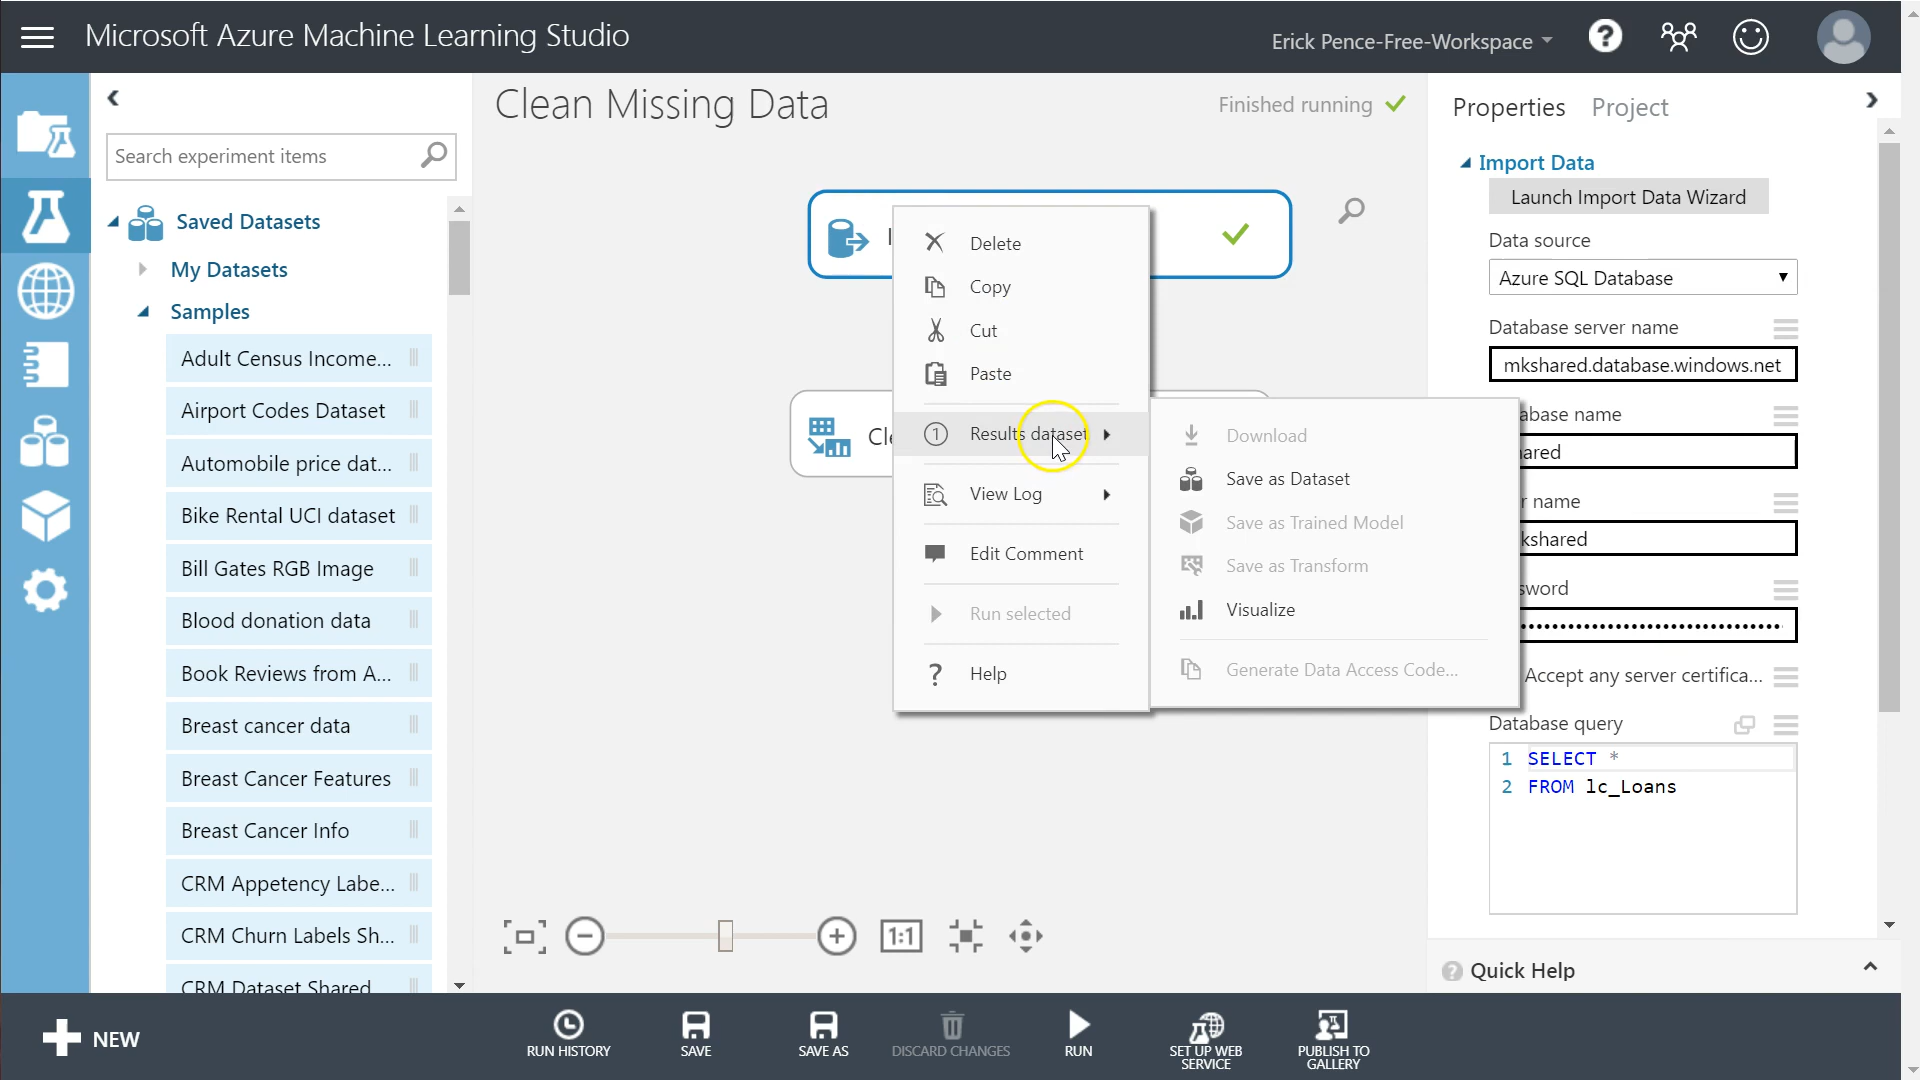 Microsoft Azure Machine Learning Studio
Erick Pence-Free-Workspace
?
Clean Missing Data
Finished running
Properties
Project
Search experiment items
Saved Datasets
My Datasets
Samples
Adult Census Income...
Airport Codes Dataset
Automobile price dat...
Bike Rental UCI dataset
Bill Gates RGB Image
Blood donation data
Book Reviews from A...
Breast cancer data
Breast Cancer Features
Breast Cancer Info
CRM Appetency Labe...
CRM Churn Labels Sh...
CRM Dataset Shared
Delete
Copy
Cut
Paste
1 Results dataset
View Log
Edit Comment
Run selected
? Help
Download
Save as Dataset
Save as Trained Model
Save as Transform
Visualize
Generate Data Access Code...
Import Data
Launch Import Data Wizard
Data source
Azure SQL Database
Database server name
mkshared.database.windows.net
abase name
ared
r name
kshared
sword
Accept any server certifica...
Database query
1 SELECT *
2 FROM lc_Loans
1:1
? Quick Help
NEW
RUN HISTORY
SAVE
SAVE AS
DISCARD CHANGES
RUN
SET UP WEB
SERVICE
PUBLISH TO
GALLERY